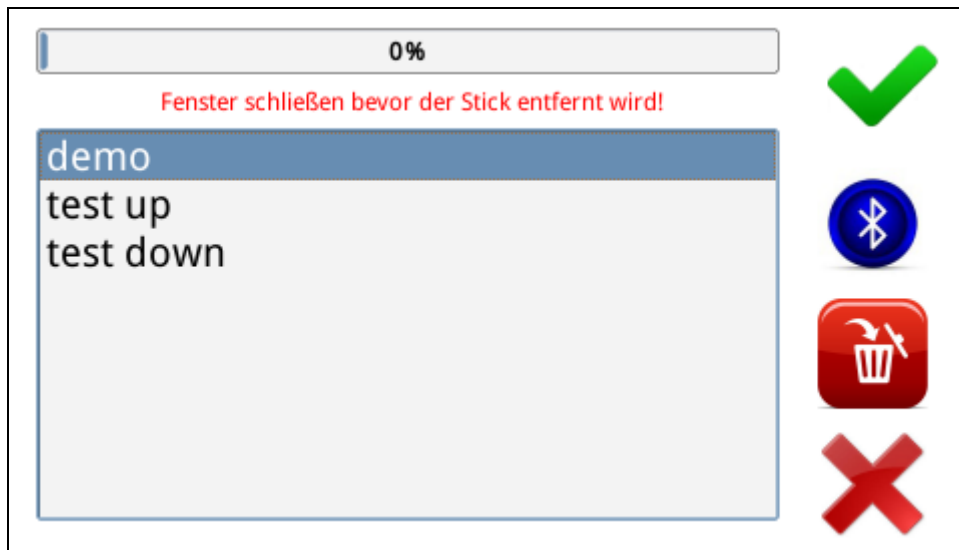 0%
Fenster schließen bevor der Stick entfernt wird!
demo
test up
test down